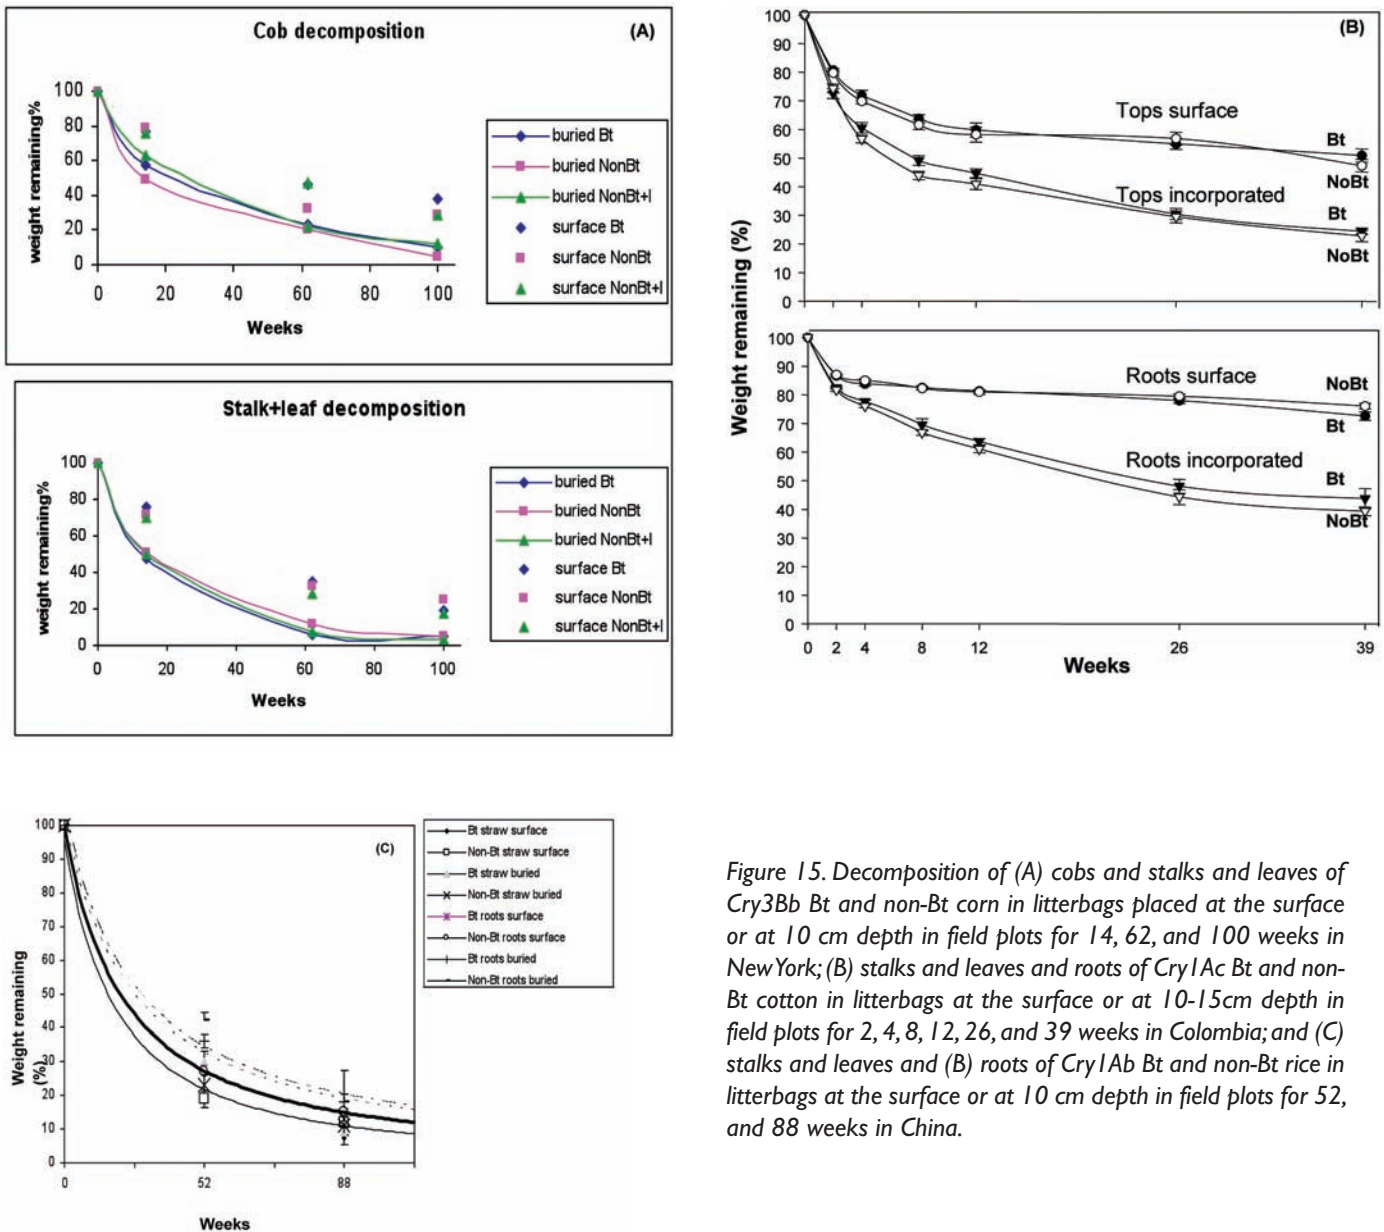 Cob decomposition
(A)
weight remaining%
100
80
60
40
20
0
0 20 40 60 80 100
Weeks
buried Bt
buried NonBt
buried NonBt+I
surface Bt
surface NonBt
surface NonBt+I
Stalk+leaf decomposition
weight remaining%
100
80
60
40
20
0
0 20 40 60 80 100
Weeks
buried Bt
buried NonBt
buried NonBt+I
surface Bt
surface NonBt
surface NonBt+I
(B)
Weight remaining (%)
100
90
80
70
60
50
40
30
20
10
0
Tops surface
Bt
NoBt
Tops incorporated
Bt
NoBt
100
90
80
70
60
50
40
30
20
10
0
Roots surface
NoBt
Bt
Roots incorporated
Bt
NoBt
0 2 4 8 12 26 39
Weeks
(C)
Weight remaining
(%)
100
90
80
70
60
50
40
30
20
10
0
0 52 88
Weeks
Bt straw surface
Non-Bt straw surface
Bt straw buried
Non-Bt straw buried
Bt roots surface
Non-Bt roots surface
Bt roots buried
Non-Bt roots buried
Figure 15. Decomposition of (A) cobs and stalks and leaves of
Cry3Bb Bt and non-Bt corn in litterbags placed at the surface
or at 10 cm depth in field plots for 14, 62, and 100 weeks in
New York; (B) stalks and leaves and roots of Cry1Ac Bt and non-
Bt cotton in litterbags at the surface or at 10-15cm depth in
field plots for 2, 4, 8, 12, 26, and 39 weeks in Colombia; and (C)
stalks and leaves and (B) roots of Cry1Ab Bt and non-Bt rice in
litterbags at the surface or at 10 cm depth in field plots for 52,
and 88 weeks in China.